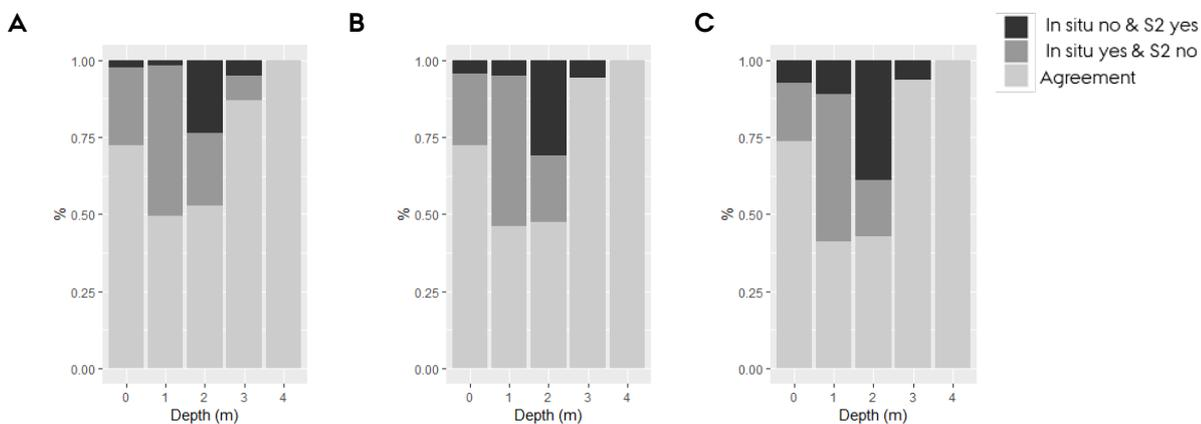 A
B
C
In situ no & S2 yes
In situ yes & S2 no
Agreement
1.00
0.75
0.50
0.25
0.00
%
0 1 2 3 4
Depth (m)
1.00
0.75
0.50
0.25
0.00
%
0 1 2 3 4
Depth (m)
1.00
0.75
0.50
0.25
0.00
%
0 1 2 3 4
Depth (m)